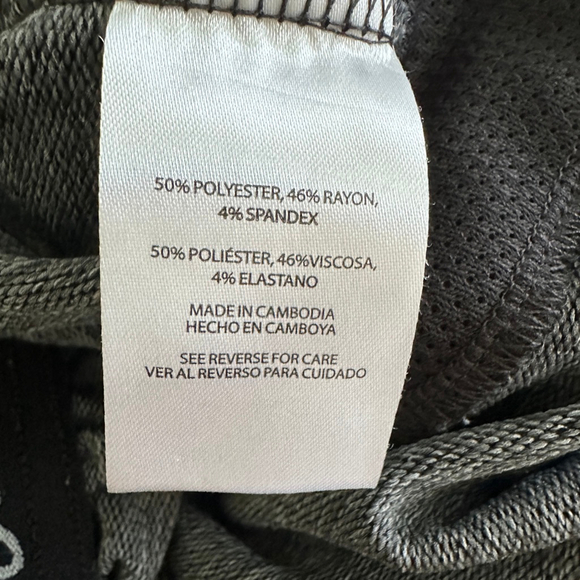 50% POLYESTER, 46% RAYON,
4% SPANDEX
50% POLIÉSTER, 46%VISCOSA,
4% ELASTANO
MADE IN CAMBODIA
HECHO EN CAMBOYA
SEE REVERSE FOR CARE
VER AL REVERSO PARA CUIDADO